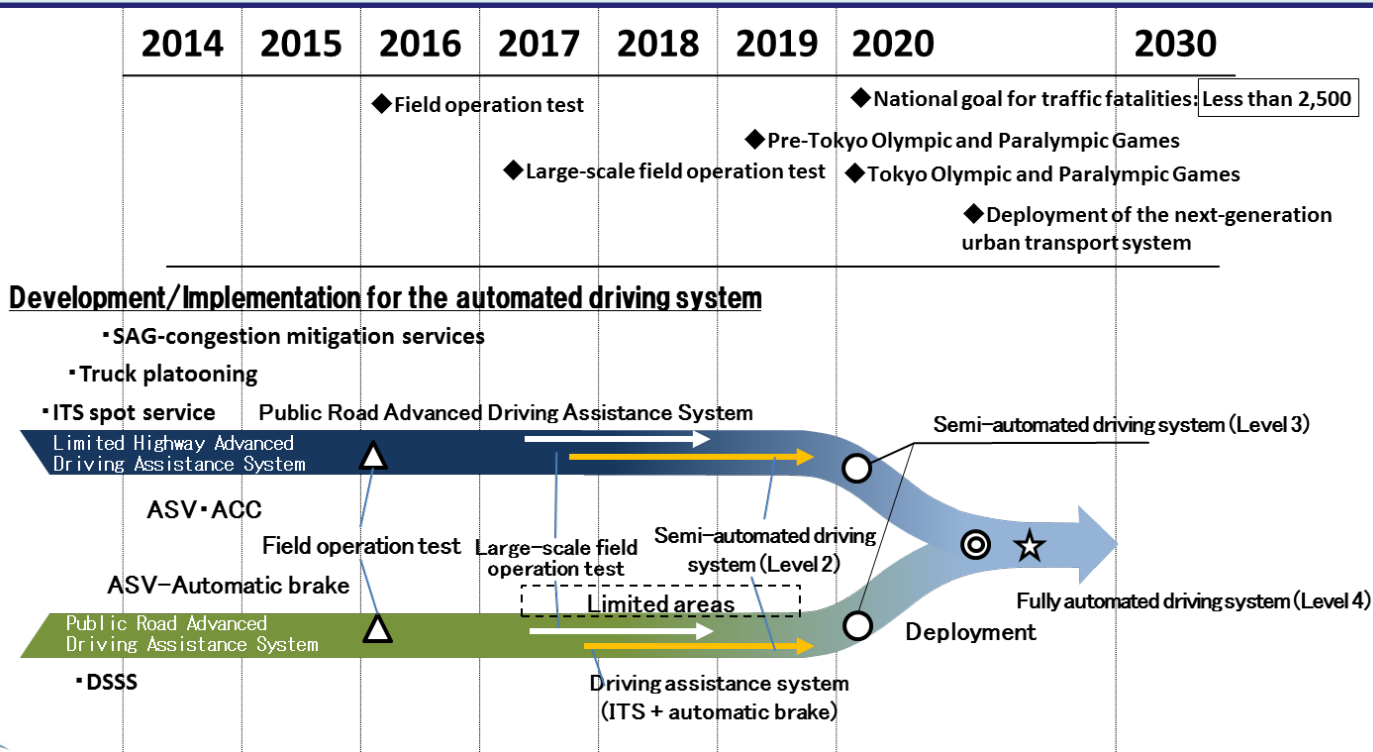 2014 2015 2016 2017 2018 2019 2020 2030
◆Field operation test
◆National goal for traffic fatalities: Less than 2,500
◆Pre-Tokyo Olympic and Paralympic Games
◆Large-scale field operation test
◆Tokyo Olympic and Paralympic Games
◆Deployment of the next-generation
urban transport system
Development/Implementation for the automated driving system
・SAG-congestion mitigation services
・Truck platooning
・ITS spot service
Public Road Advanced Driving Assistance System
Semi-automated driving system (Level 3)
Limited Highway Advanced
Driving Assistance System
ASV・ACC
Field operation test
Large-scale field
operation test
Semi-automated driving
system (Level 2)
ASV-Automatic brake
Limited areas
Fully automated driving system (Level 4)
Public Road Advanced
Driving Assistance System
Deployment
・DSSS
Driving assistance system
(ITS + automatic brake)